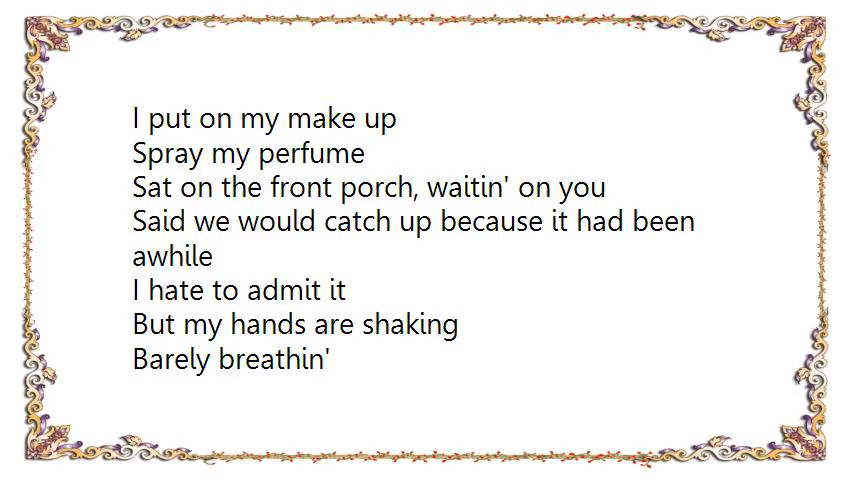 I put on my make up
Spray my perfume
Sat on the front porch, waitin' on you
Said we would catch up because it had been
awhile
I hate to admit it
But my hands are shaking
Barely breathin'